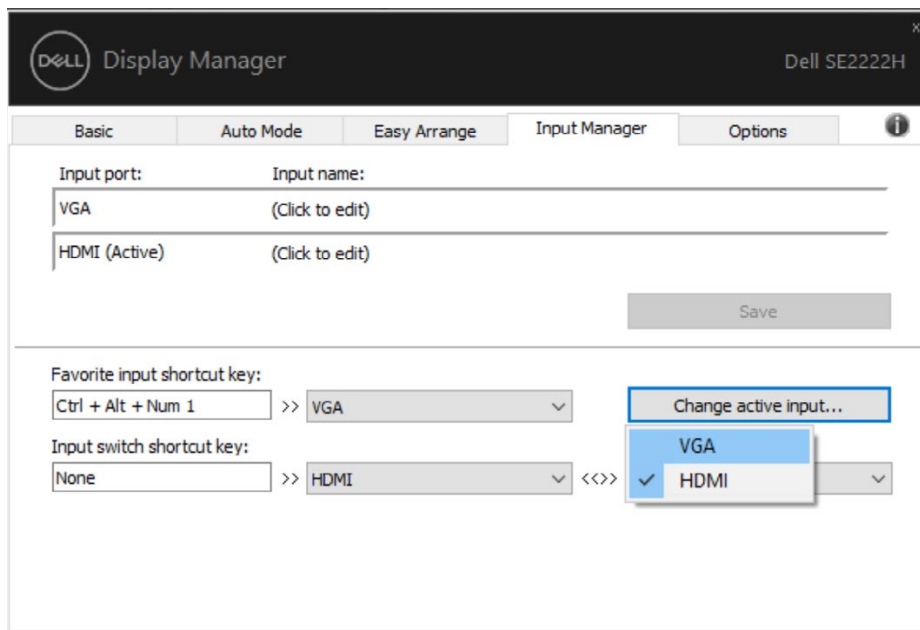 DELL Display Manager
Dell SE2222H
x
Basic Auto Mode Easy Arrange Input Manager Options i
Input port: Input name:
VGA (Click to edit)
HDMI (Active) (Click to edit)
Save
Favorite input shortcut key:
Ctrl + Alt + Num 1 >> VGA Change active input...
Input switch shortcut key:
VGA
None >> HDMI <<>> ✓ HDMI